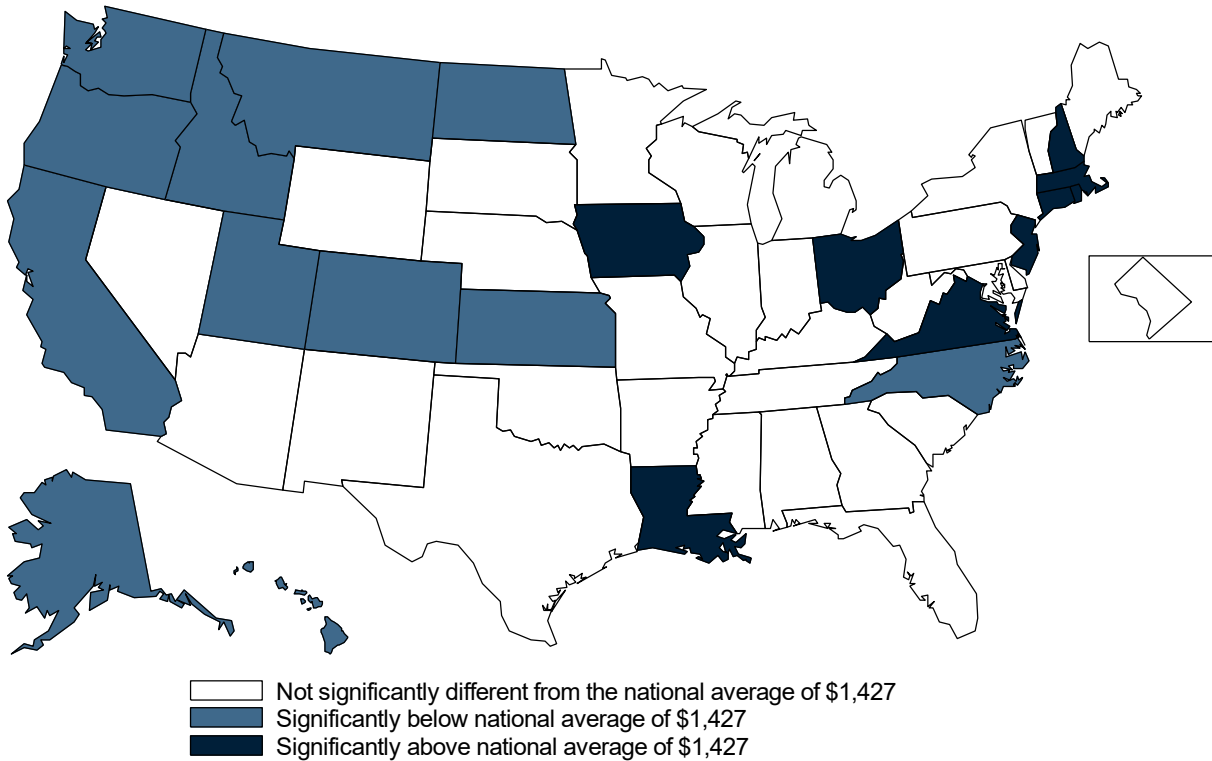 Not significantly different from the national average of $1,427
Significantly below national average of $1,427
Significantly above national average of $1,427